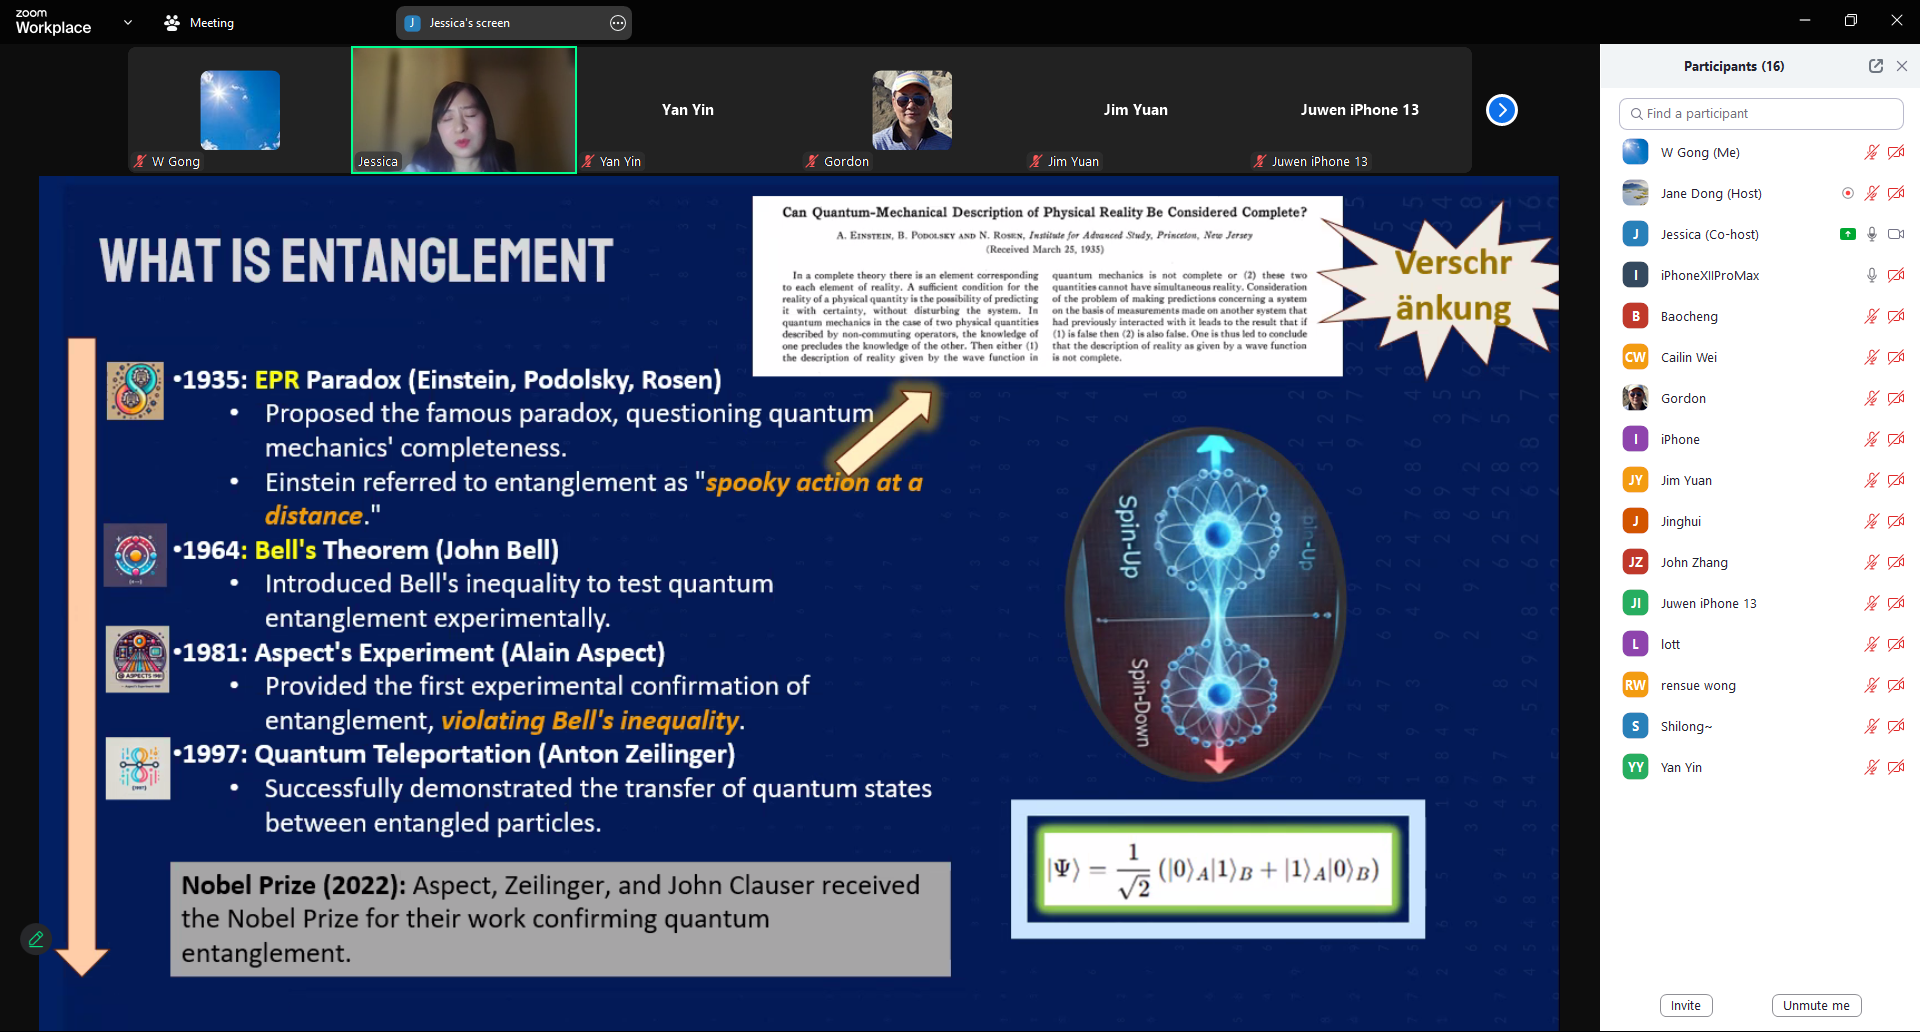 zoom
Workplace
Meeting
J Jessica's screen
W Gong
Jessica
Yan Yin
Yan Yin
Gordon
Jim Yuan
Jim Yuan
Juwen iPhone 13
Juwen iPhone 13
WHAT IS ENTANGLEMENT
Can Quantum-Mechanical Description of Physical Reality Be Considered Complete?
A. EINSTEIN, B. PODOLSKY AND N. ROSEN, Institute for Advanced Study, Princeton, New Jersey
(Received March 25, 1935)
In a complete theory there is an element corresponding
to each element of reality. A sufficient condition for the
reality of a physical quantity is the possibility of predicting
it with certainty, without disturbing the system. In
quantum mechanics in the case of two physical quantities
described by non-commuting operators, the knowledge of
one precludes the knowledge of the other. Then either (1)
the description of reality given by the wave function in
quantum mechanics is not complete or (2) these two
quantities cannot have simultaneous reality. Consideration
of the problem of making predictions concerning a system
on the basis of measurements made on another system that
had previously interacted with it leads to the result that if
(1) is false then (2) is also false. One is thus led to conclude
that the description of reality as given by a wave function
is not complete.
Verschr
änkung
•1935: EPR Paradox (Einstein, Podolsky, Rosen)
• Proposed the famous paradox, questioning quantum
mechanics' completeness.
• Einstein referred to entanglement as "spooky action at a
distance."
•1964: Bell's Theorem (John Bell)
• Introduced Bell's inequality to test quantum
entanglement experimentally.
•1981: Aspect's Experiment (Alain Aspect)
• Provided the first experimental confirmation of
entanglement, violating Bell's inequality.
•1997: Quantum Teleportation (Anton Zeilinger)
• Successfully demonstrated the transfer of quantum states
between entangled particles.
Nobel Prize (2022): Aspect, Zeilinger, and John Clauser received
the Nobel Prize for their work confirming quantum
entanglement.
Spin-Up
pin-Up
Spin-Down
|Ψ⟩ = 1/√2 (|0⟩A|1⟩B + |1⟩A|0⟩B)
Participants (16)
Find a participant
W Gong (Me)
Jane Dong (Host)
J Jessica (Co-host)
I iPhoneXIIProMax
B Baocheng
CW Cailin Wei
Gordon
I iPhone
JY Jim Yuan
J Jinghui
JZ John Zhang
JI Juwen iPhone 13
L lott
RW rensue wong
S Shilong~
YY Yan Yin
Invite
Unmute me